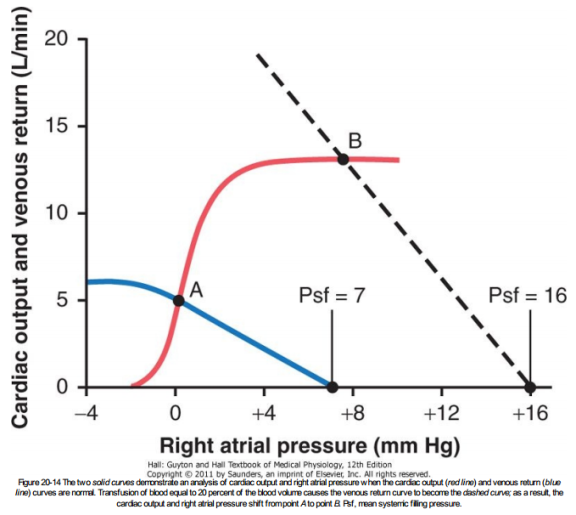 Cardiac output and venous return (L/min)
20
15
10
5
0
B
A
Psf = 7
Psf = 16
−4
0
+4
+8
+12
+16
Right atrial pressure (mm Hg)
Hall: Guyton and Hall Textbook of Medical Physiology, 12th Edition
Copyright © 2011 by Saunders, an imprint of Elsevier, Inc. All rights reserved.
Figure 20-14 The two solid curves demonstrate an analysis of cardiac output and right atrial pressure when the cardiac output (red line) and venous return (blue
line) curves are normal. Transfusion of blood equal to 20 percent of the blood volume causes the venous return curve to become the dashed curve; as a result, the
cardiac output and right atrial pressure shift from point A to point B. Psf, mean systemic filling pressure.